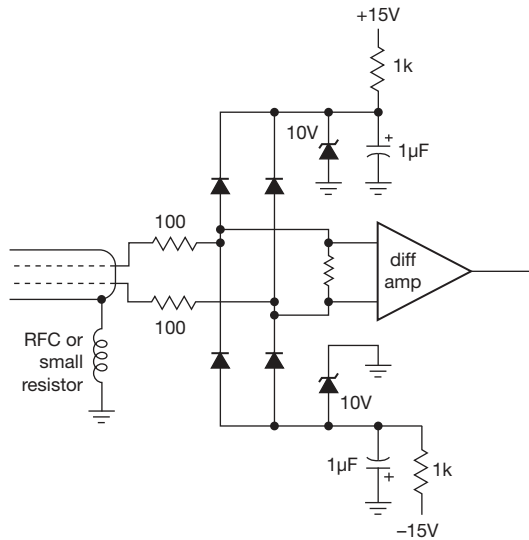 +15V
1k
10V
+
1µF
100
diff
amp
100
RFC or
small
resistor
10V
1µF
+
1k
–15V